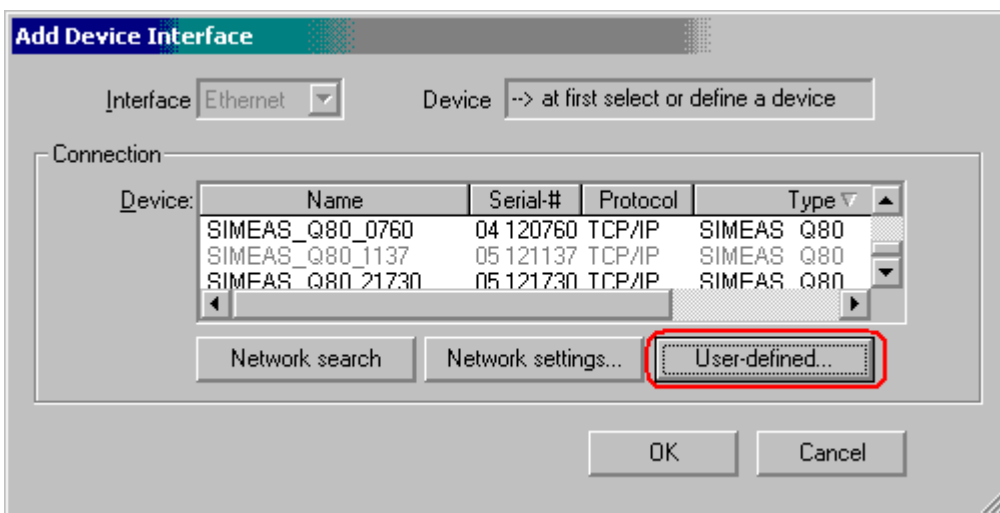 Add Device Interface
Interface Ethernet Device --> at first select or define a device
Connection
Device: Name Serial-# Protocol Type
SIMEAS_Q80_0760 04 120760 TCP/IP SIMEAS Q80
SIMEAS_Q80_1137 05 121137 TCP/IP SIMEAS Q80
SIMEAS_Q80_21730 05 121730 TCP/IP SIMEAS Q80
Network search Network settings... User-defined...
OK Cancel